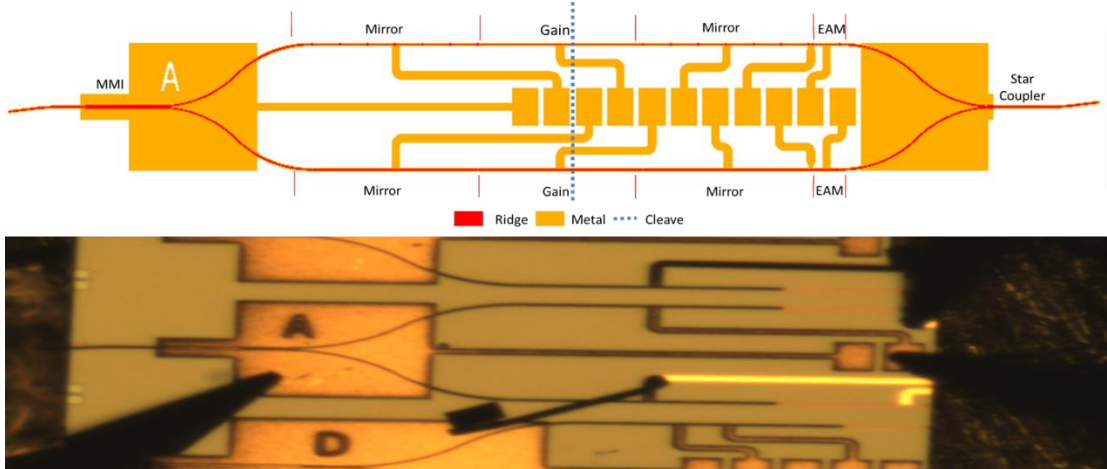 Mirror Gain Mirror EAM
MMI A Star
Coupler
Mirror Gain Mirror EAM
Ridge Metal Cleave
A
D